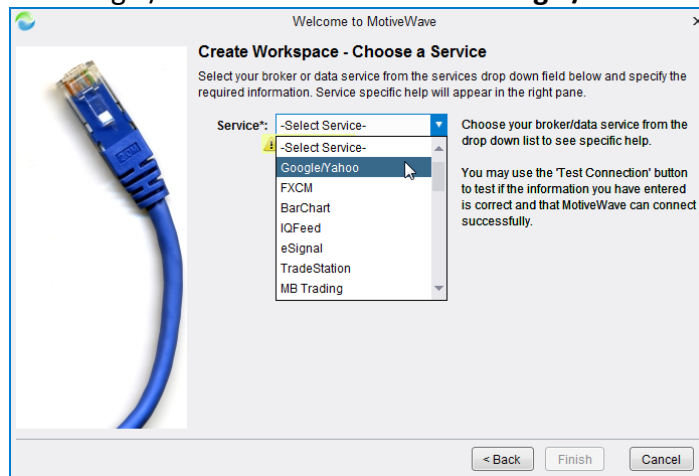 Welcome to MotiveWave
Create Workspace - Choose a Service
Select your broker or data service from the services drop down field below and specify the
required information. Service specific help will appear in the right pane.
Service*: -Select Service-
-Select Service-
Google/Yahoo
FXCM
BarChart
IQFeed
eSignal
TradeStation
MB Trading
Choose your broker/data service from the
drop down list to see specific help.
You may use the 'Test Connection' button
to test if the information you have entered
is correct and that MotiveWave can connect
successfully.
< Back Finish Cancel